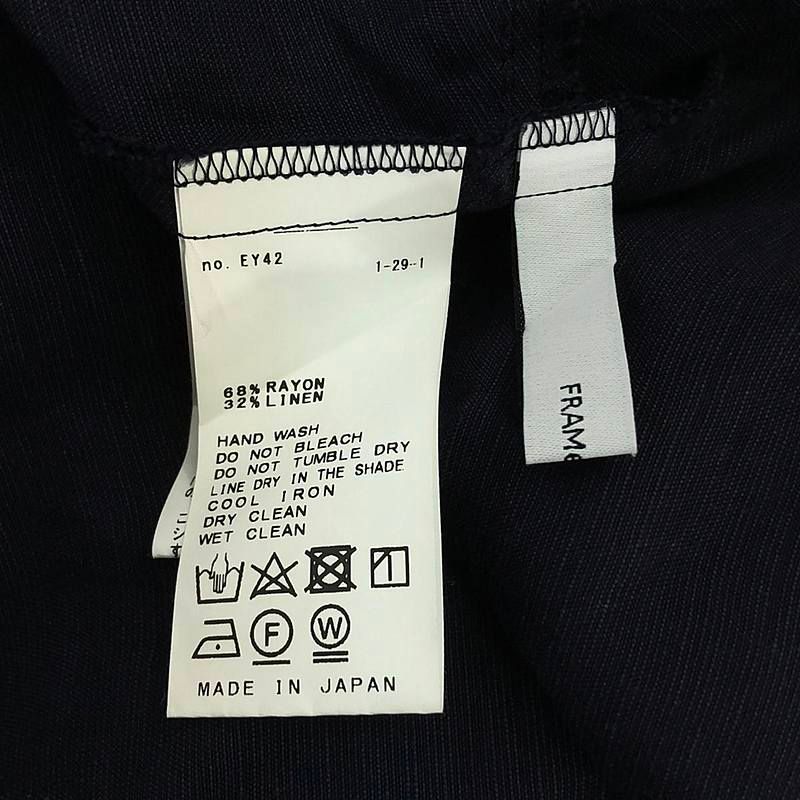 no. EY42
1-29-1
68% RAYON
32% LINEN
HAND WASH
DO NOT BLEACH
DO NOT TUMBLE DRY
LINE DRY IN THE SHADE
COOL IRON
DRY CLEAN
WET CLEAN
F
W
MADE IN JAPAN
FRAMe